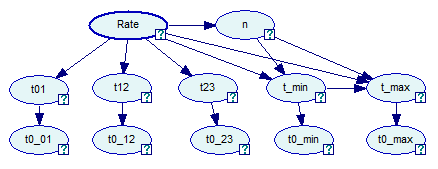 Rate n
? ?
t01 t12 t23 t_min t_max
? ? ? ? ?
t0_01 t0_12 t0_23 t0_min t0_max
? ? ? ? ?